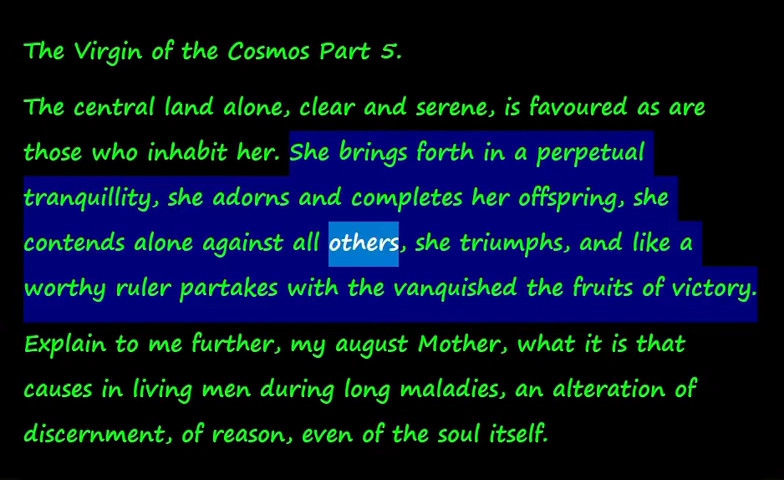 The Virgin of the Cosmos Part 5.
The central land alone, clear and serene, is favoured as are
those who inhabit her. She brings forth in a perpetual
tranquillity, she adorns and completes her offspring, she
contends alone against all others, she triumphs, and like a
worthy ruler partakes with the vanquished the fruits of victory.
Explain to me further, my august Mother, what it is that
causes in living men during long maladies, an alteration of
discernment, of reason, even of the soul itself.